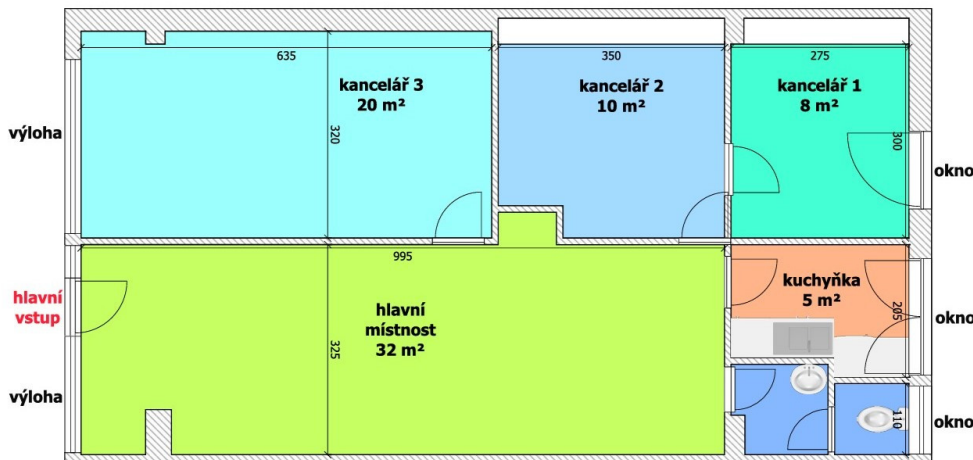 635
350
275
kancelář 3
20 m²
kancelář 2
10 m²
kancelář 1
8 m²
výloha
320
300
okno
995
hlavní
vstup
kuchyňka
5 m²
hlavní
místnost
32 m²
205
okno
325
výloha
110
okno